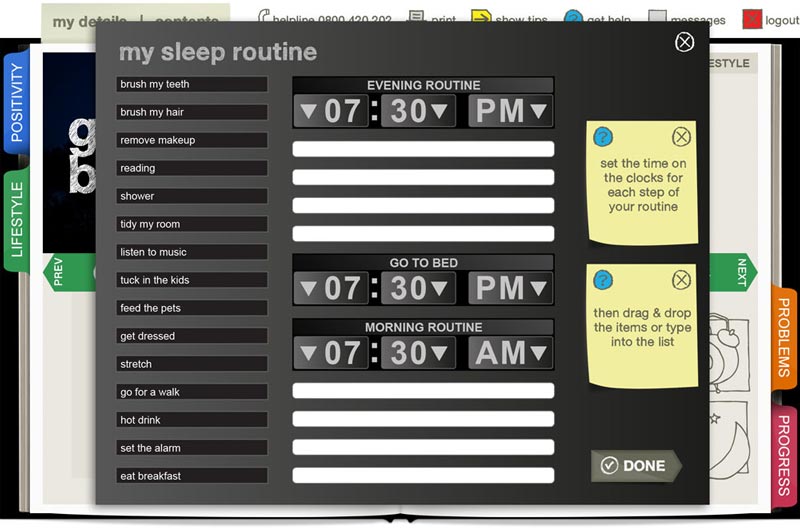 my details | contents
helpline 0800 420 202
print
show tips
get help
messages
logout
my sleep routine
brush my teeth
brush my hair
remove makeup
reading
shower
tidy my room
listen to music
tuck in the kids
feed the pets
get dressed
stretch
go for a walk
hot drink
set the alarm
eat breakfast
EVENING ROUTINE
07:30 PM
GO TO BED
07:30 PM
MORNING ROUTINE
07:30 AM
?
set the time on
the clocks for
each step of
your routine
?
then drag & drop
the items or type
into the list
DONE
POSITIVITY
LIFESTYLE
PREV
NEXT
PROBLEMS
PROGRESS